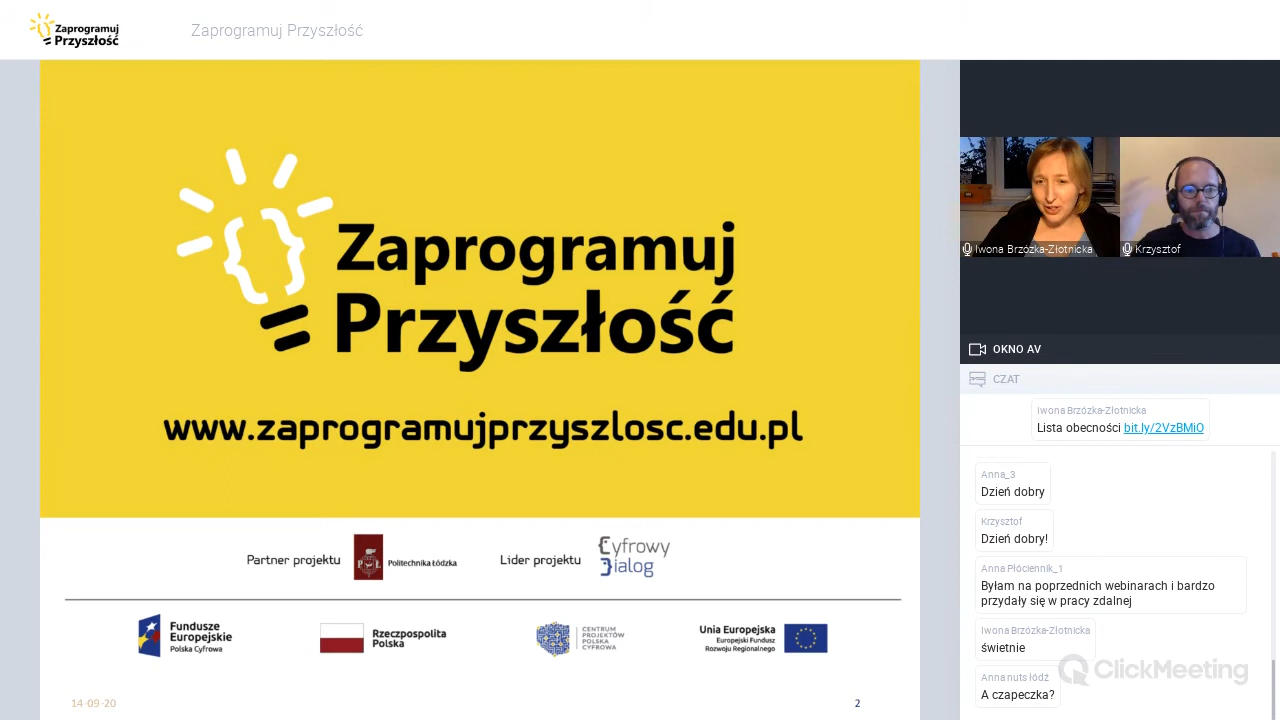 Zaprogramuj
Przyszłość
Zaprogramuj Przyszłość
Zaprogramuj
Przyszłość
www.zaprogramujprzyszlosc.edu.pl
Partner projektu
PŁ
Politechnika Łódzka
Lider projektu
Cyfrowy
Dialog
Fundusze
Europejskie
Polska Cyfrowa
Rzeczpospolita
Polska
CENTRUM
PROJEKTÓW
POLSKA
CYFROWA
Unia Europejska
Europejski Fundusz
Rozwoju Regionalnego
14-09-20
2
Iwona Brzózka-Złotnicka
Krzysztof
OKNO AV
CZAT
Iwona Brzózka-Złotnicka
Lista obecności bit.ly/2VzBMiO
Anna_3
Dzień dobry
Krzysztof
Dzień dobry!
Anna Płóciennik_1
Byłam na poprzednich webinarach i bardzo
przydały się w pracy zdalnej
Iwona Brzózka-Złotnicka
świetnie
Anna nuts łódź
A czapeczka?
ClickMeeting